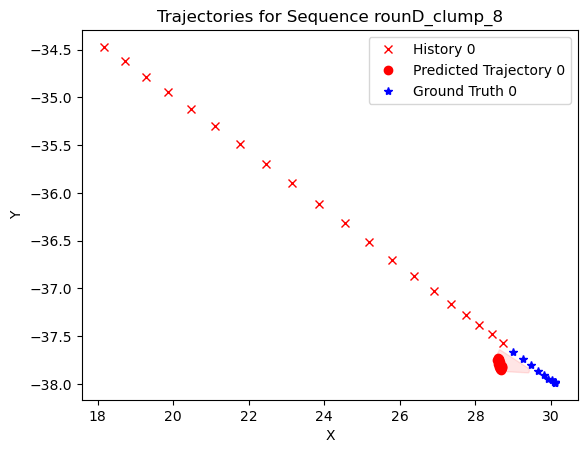 Trajectories for Sequence rounD_clump_8
History 0
Predicted Trajectory 0
Ground Truth 0
−34.5
−35.0
−35.5
−36.0
−36.5
−37.0
−37.5
−38.0
Y
18 20 22 24 26 28 30
X